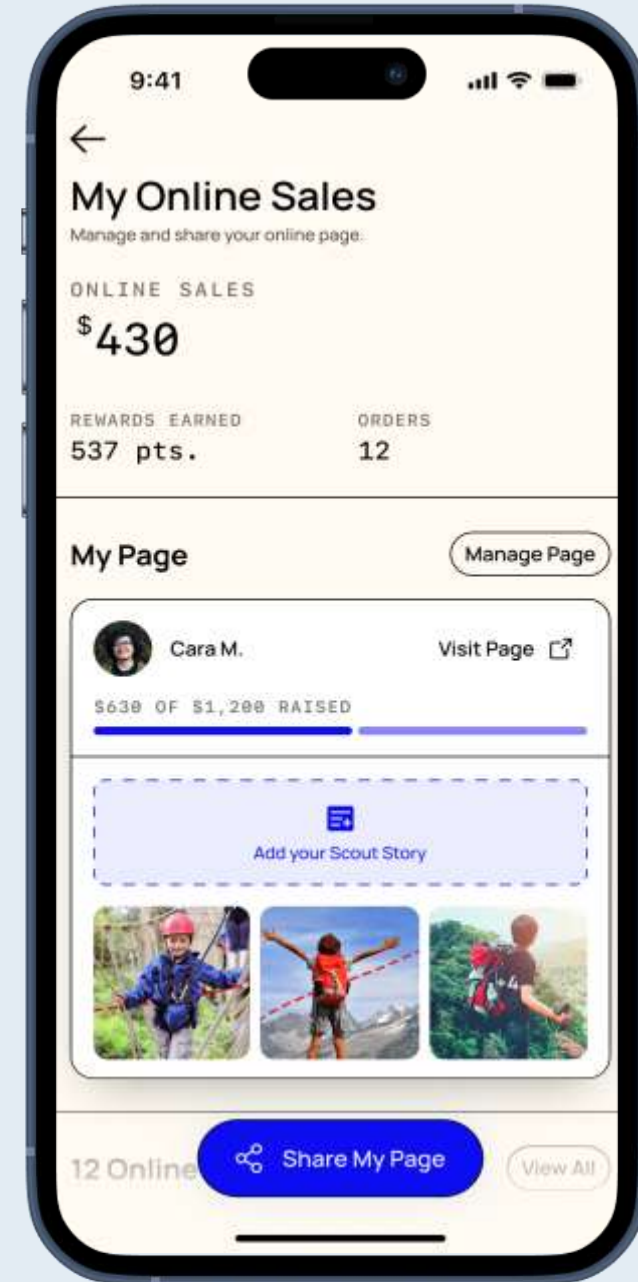 9:41
My Online Sales
Manage and share your online page.
ONLINE SALES
$430
REWARDS EARNED ORDERS
537 pts. 12
My Page Manage Page
Cara M. Visit Page
$630 OF $1,200 RAISED
Add your Scout Story
12 Online Share My Page View All